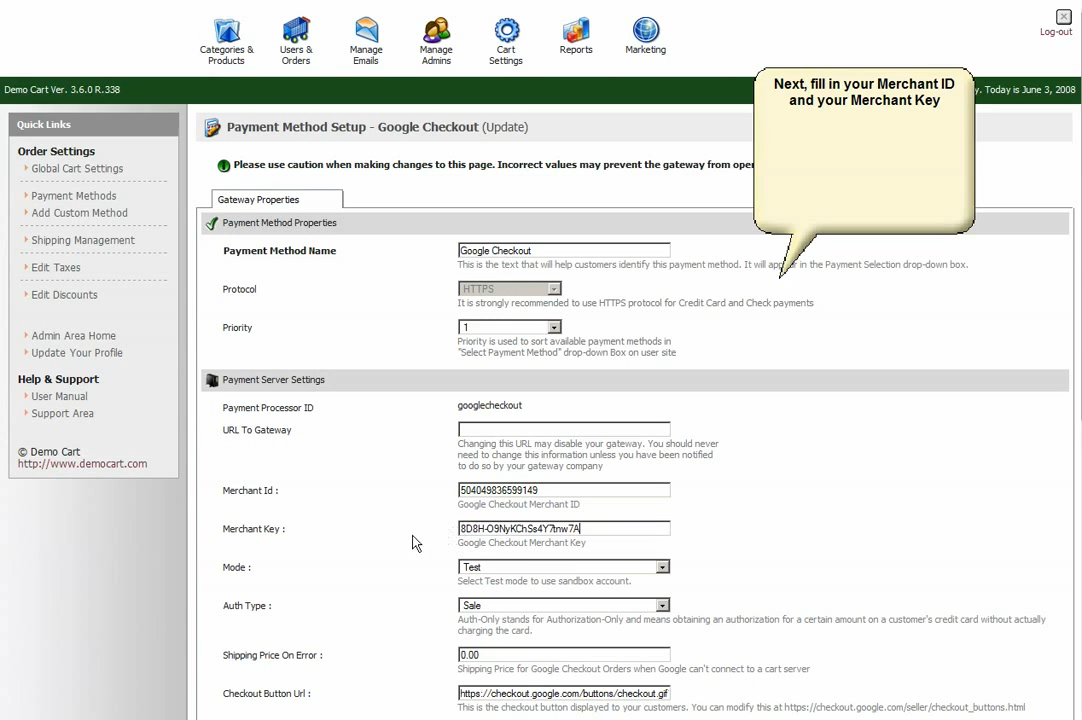 Categories &
Products
Users &
Orders
Manage
Emails
Manage
Admins
Cart
Settings
Reports
Marketing
Log-out
Demo Cart Ver. 3.6.0 R.338
y. Today is June 3, 2008
Next, fill in your Merchant ID
and your Merchant Key
Quick Links
Order Settings
Global Cart Settings
Payment Methods
Add Custom Method
Shipping Management
Edit Taxes
Edit Discounts
Admin Area Home
Update Your Profile
Help & Support
User Manual
Support Area
© Demo Cart
http://www.democart.com
Payment Method Setup - Google Checkout (Update)
Please use caution when making changes to this page. Incorrect values may prevent the gateway from oper
Gateway Properties
Payment Method Properties
Payment Method Name
Google Checkout
This is the text that will help customers identify this payment method. It will appear in the Payment Selection drop-down box.
Protocol
HTTPS
It is strongly recommended to use HTTPS protocol for Credit Card and Check payments
Priority
1
Priority is used to sort available payment methods in
"Select Payment Method" drop-down Box on user site
Payment Server Settings
Payment Processor ID
googlecheckout
URL To Gateway
Changing this URL may disable your gateway. You should never
need to change this information unless you have been notified
to do so by your gateway company
Merchant Id :
504049836599149
Google Checkout Merchant ID
Merchant Key :
8D8H-O9NyKChSs4Y7tnw7A
Google Checkout Merchant Key
Mode :
Test
Select Test mode to use sandbox account.
Auth Type :
Sale
Auth-Only stands for Authorization-Only and means obtaining an authorization for a certain amount on a customer's credit card without actually
charging the card.
Shipping Price On Error :
0.00
Shipping Price for Google Checkout Orders when Google can't connect to a cart server
Checkout Button Url :
https://checkout.google.com/buttons/checkout.gif
This is the checkout button displayed to your customers. You can modify this at https://checkout.google.com/seller/checkout_buttons.html